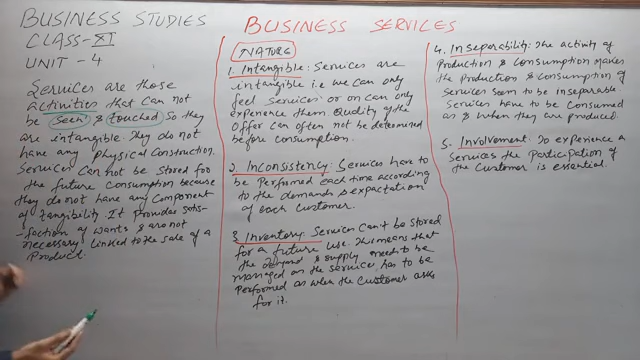 BUSINESS STUDIES
CLASS-XI
UNIT - 4
Services are those
activities that can not
be seen & touched So they
are intangible. They do not
have any Physical Construction.
Services can not be stored for
the future consumption because
they do not have any component
of tangibility. It provides satis-
-faction of wants & are not
necessary linked to the sale of a
Product.
BUSINESS SERVICES
NATURE
1. Intangible: Services are
intangible i.e we can only
feel services or on can only
experience them Quality of the
offer can often not be determined
before consumption.
2. Inconsistency: Services have to
be Performed each time according
to the demands & expactation
of each Customer.
3. Inventory: Service Can't be stored
for a future use. This means that
the demand & supply needs to be
managed on the services has to be
Performed as when the Customer asks
for it.
4. Inseparability: The activity of
Production & Consumption makes
the Production & Consumption of
Services seem to be inseparable
Services have to be Consumed as
& when they are produced.
5. Involvement: To experience a
Services the participation of
the Customer is essential.